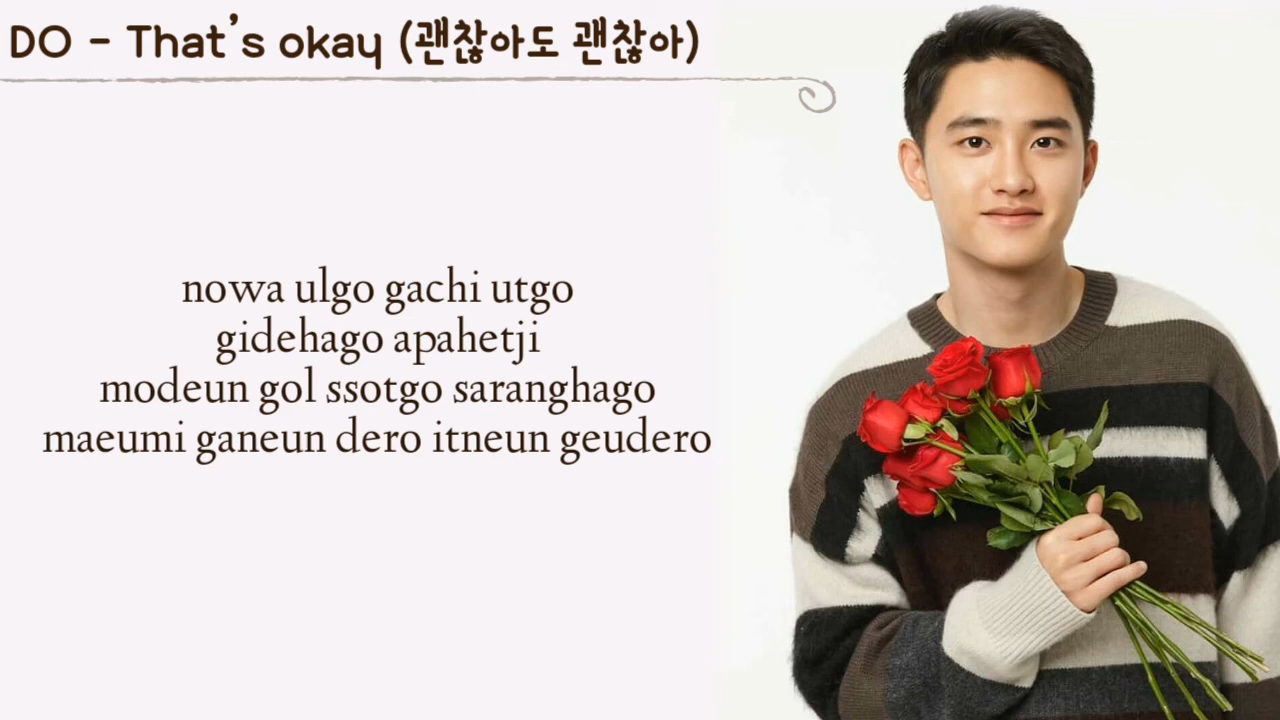 DO - That's okay (괜찮아도 괜찮아)
nowa ulgo gachi utgo
gidehago apahetji
modeun gol ssotgo saranghago
maeumi ganeun dero itneun geudero